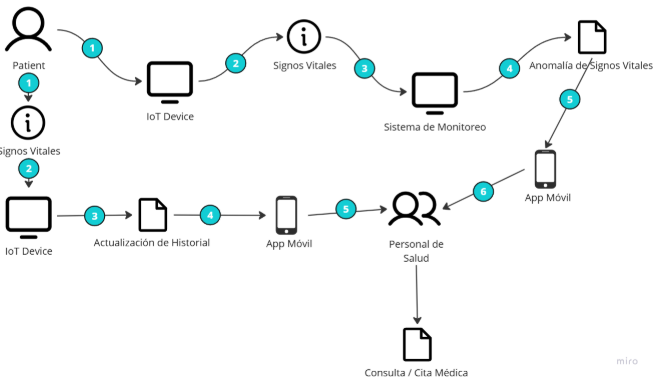 1
2
3
4
Patient
Signos Vitales
Anomalía de Signos Vitales
1
IoT Device
Sistema de Monitoreo
5
Signos Vitales
2
App Móvil
6
3
4
5
IoT Device
Actualización de Historial
App Móvil
Personal de
Salud
Consulta / Cita Médica
miro